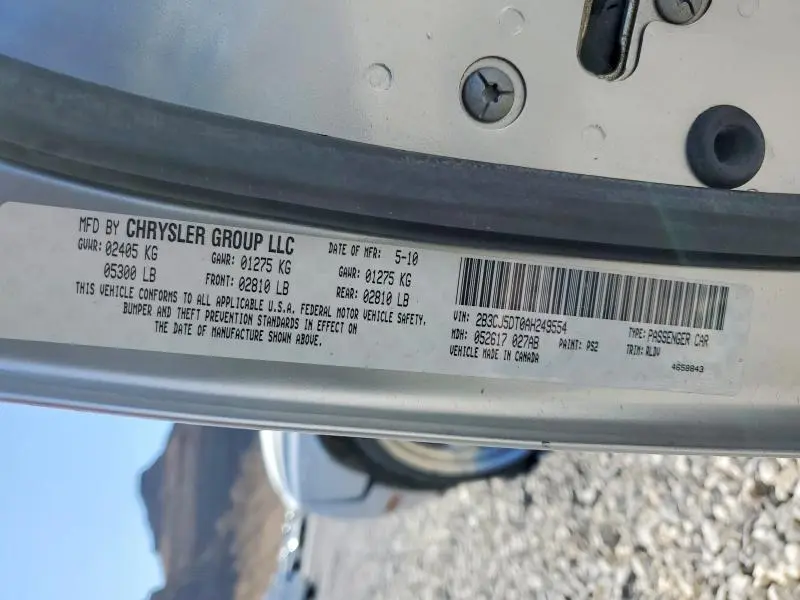 MFD BY CHRYSLER GROUP LLC DATE OF MFR: 5-10
GVWR: 02405 KG GAWR: 01275 KG GAWR: 01275 KG
05300 LB FRONT: 02810 LB REAR: 02810 LB
THIS VEHICLE CONFORMS TO ALL APPLICABLE U.S.A. FEDERAL MOTOR VEHICLE SAFETY,
BUMPER AND THEFT PREVENTION STANDARDS IN EFFECT ON
THE DATE OF MANUFACTURE SHOWN ABOVE.
VIN: 2B3CJ5DT0AH249554 TYPE: PASSENGER CAR
MDH: 052617 027AB PAINT: PS2 TRIM: RLDV
VEHICLE MADE IN CANADA 4658843